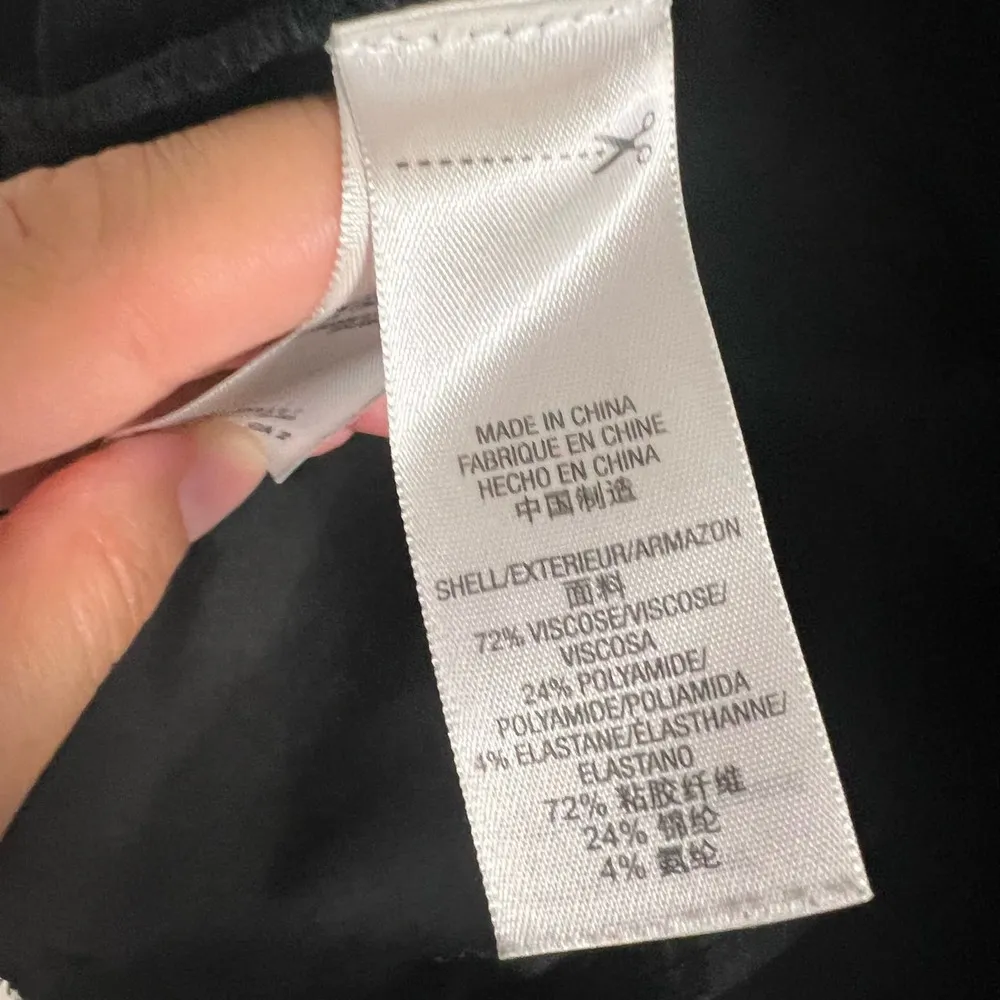 MADE IN CHINA
FABRIQUE EN CHINE
HECHO EN CHINA
中国制造
SHELL/EXTERIEUR/ARMAZON
面料
72% VISCOSE/VISCOSE/
VISCOSA
24% POLYAMIDE/
POLYAMIDE/POLIAMIDA
4% ELASTANE/ÉLASTHANNE/
ELASTANO
72% 粘胶纤维
24% 锦纶
4% 氨纶